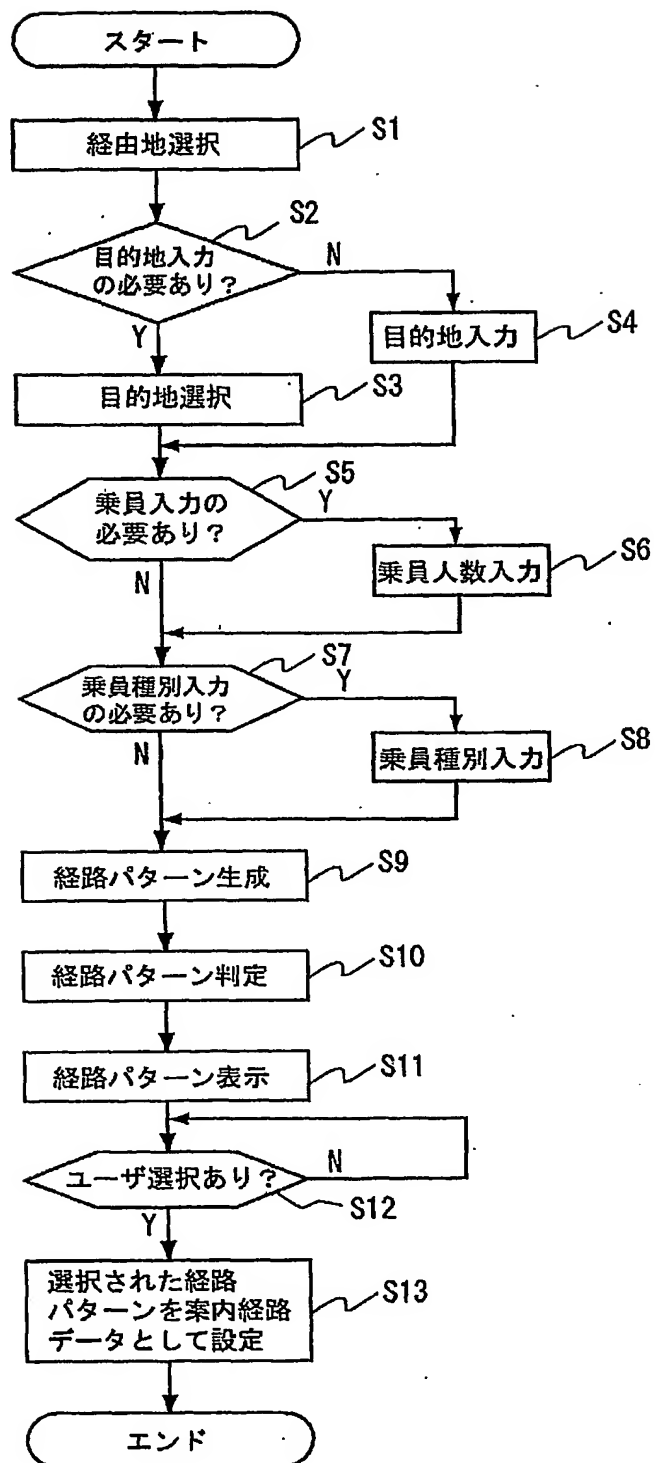 スタート
経由地選択
S1
S2
目的地入力
の必要あり？
N
Y
目的地入力
S4
目的地選択
S3
S5
乗員入力の
必要あり？
Y
N
乗員人数入力
S6
S7
乗員種別入力
の必要あり？
Y
N
乗員種別入力
S8
経路パターン生成
S9
経路パターン判定
S10
経路パターン表示
S11
ユーザ選択あり？
N
S12
Y
選択された経路
パターンを案内経路
データとして設定
S13
エンド